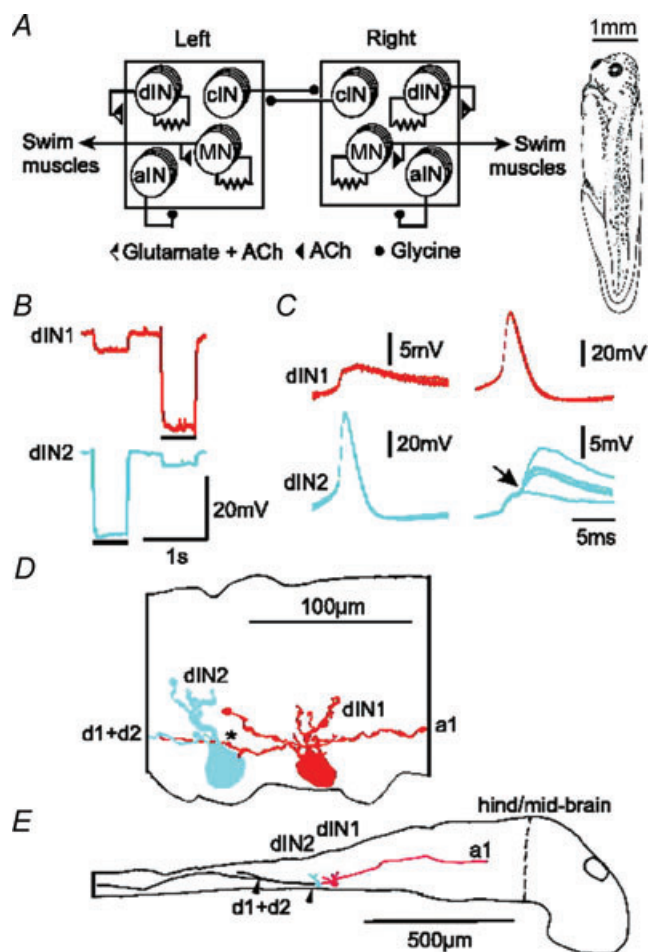 A
Left
Right
1mm
dIN
cIN
cIN
dIN
Swim muscles
MN
MN
Swim muscles
aIN
aIN
Glutamate + ACh
ACh
Glycine
B
dIN1
dIN2
20mV
1s
C
dIN1
5mV
20mV
dIN2
20mV
5mV
5ms
D
100µm
dIN2
dIN1
d1+d2
*
a1
E
hind/mid-brain
dIN2
dIN1
a1
d1+d2
500µm